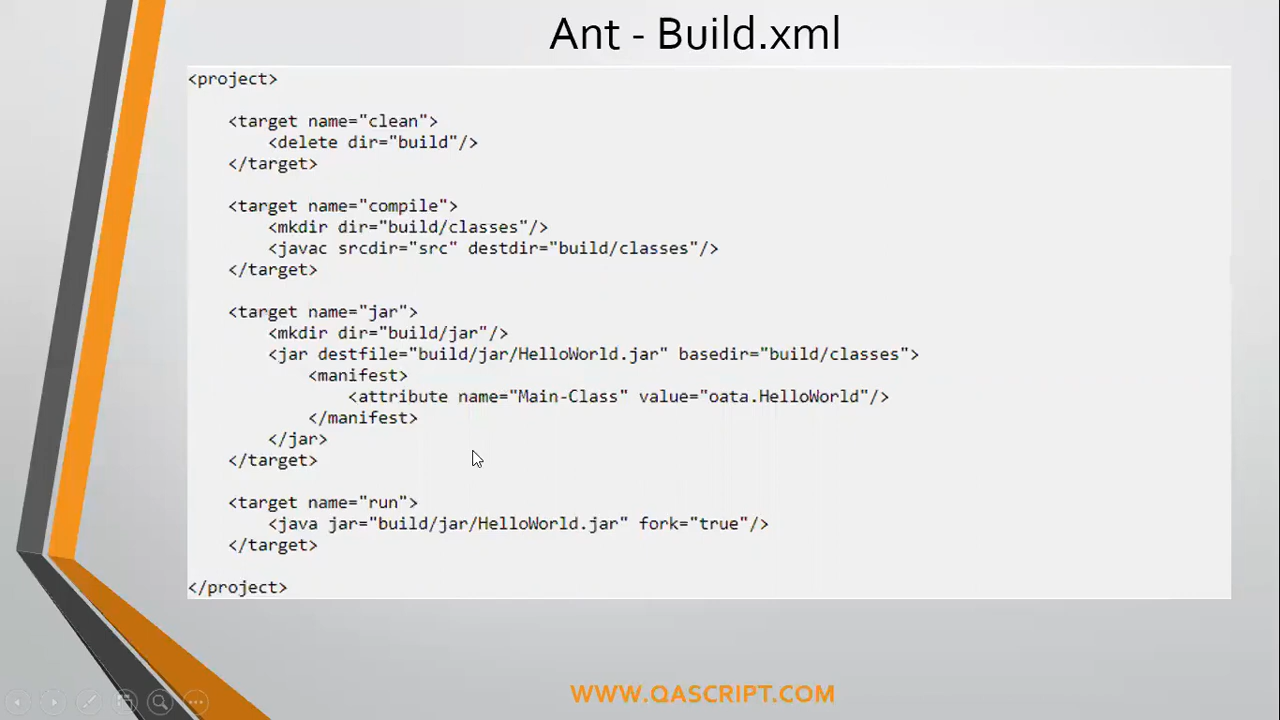 Ant - Build.xml
<project>
<target name="clean">
<delete dir="build"/>
</target>
<target name="compile">
<mkdir dir="build/classes"/>
<javac srcdir="src" destdir="build/classes"/>
</target>
<target name="jar">
<mkdir dir="build/jar"/>
<jar destfile="build/jar/HelloWorld.jar" basedir="build/classes">
<manifest>
<attribute name="Main-Class" value="oata.HelloWorld"/>
</manifest>
</jar>
</target>
<target name="run">
<java jar="build/jar/HelloWorld.jar" fork="true"/>
</target>
</project>
WWW.QASCRIPT.COM